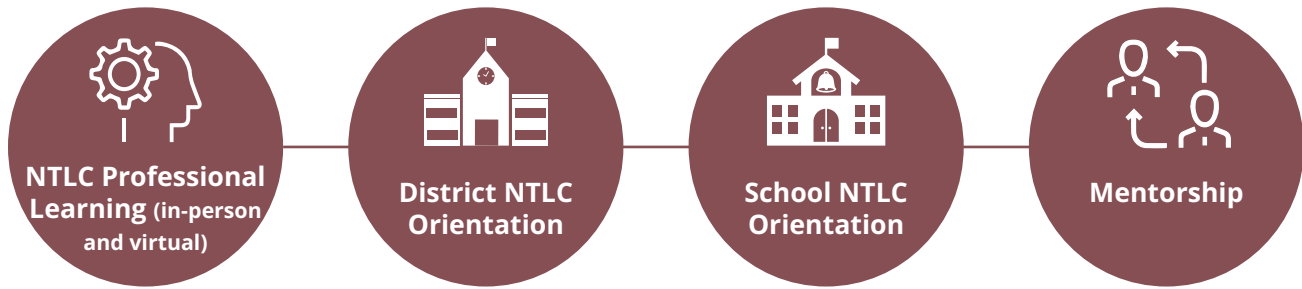 NTLC Professional
Learning (in-person
and virtual)
District NTLC
Orientation
School NTLC
Orientation
Mentorship